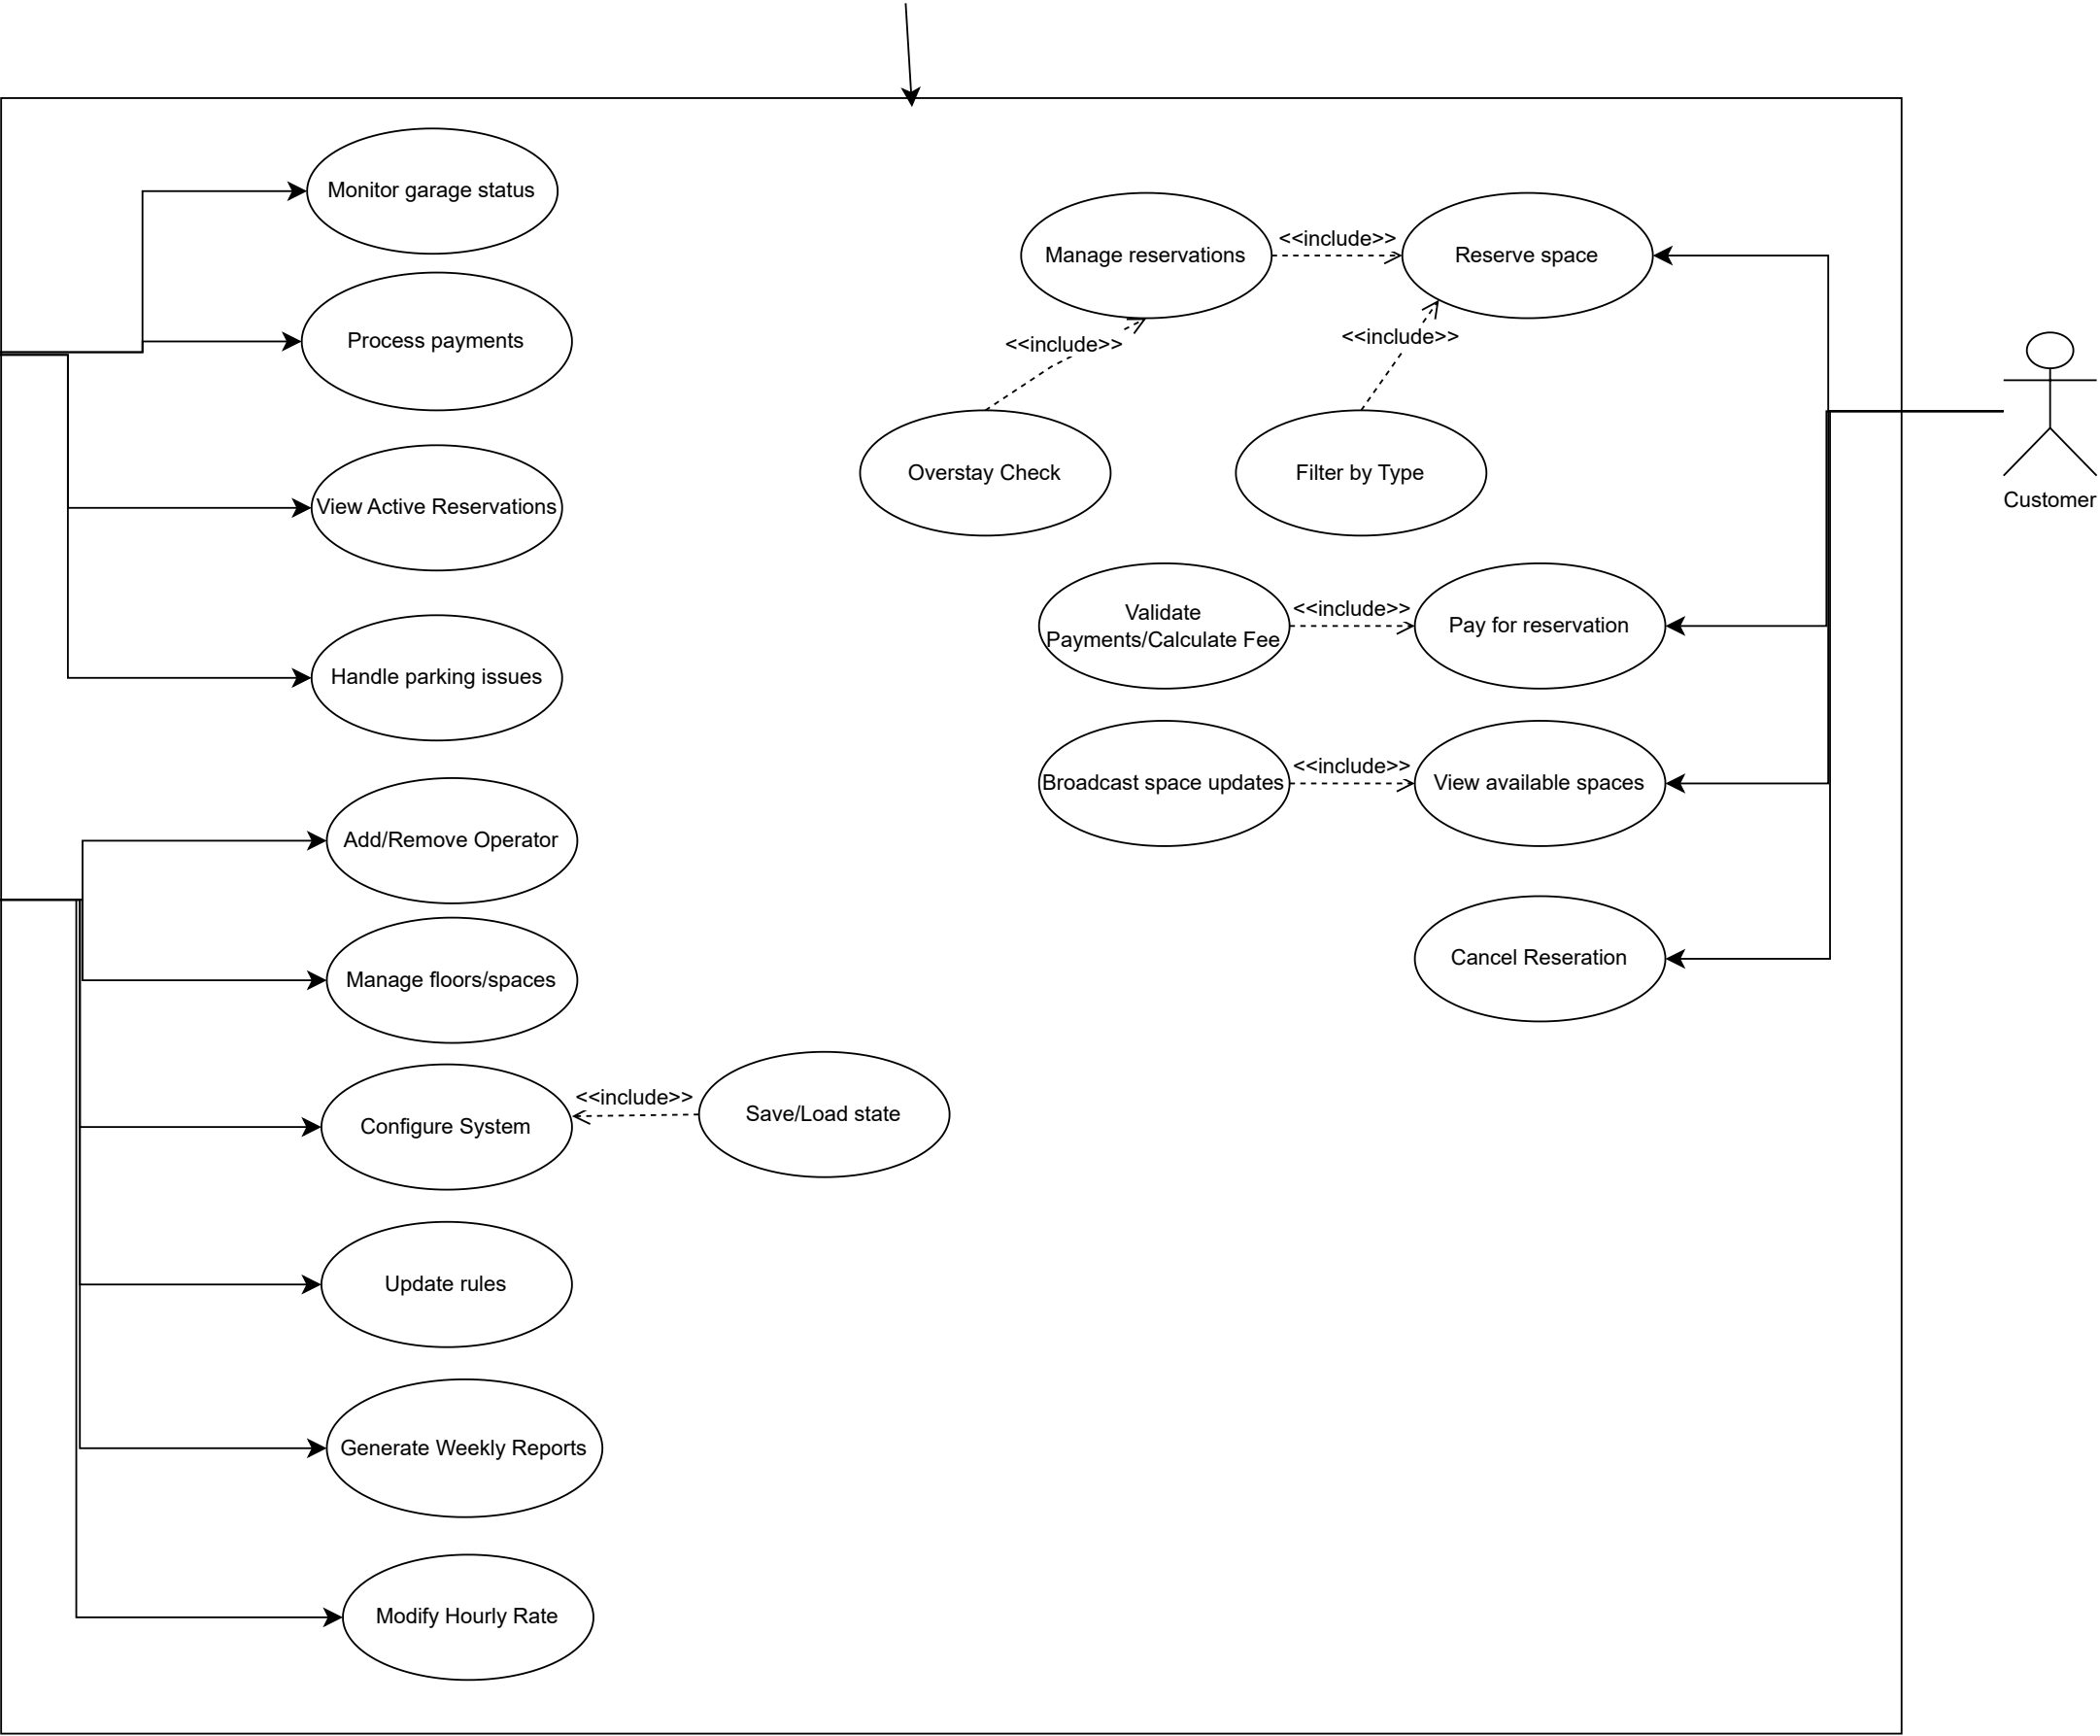 Monitor garage status
Process payments
View Active Reservations
Handle parking issues
Add/Remove Operator
Manage floors/spaces
Configure System
<<include>>
Save/Load state
Update rules
Generate Weekly Reports
Modify Hourly Rate
Manage reservations
<<include>>
Reserve space
<<include>>
<<include>>
Overstay Check
Filter by Type
Validate
Payments/Calculate Fee
<<include>>
Pay for reservation
Broadcast space updates
<<include>>
View available spaces
Cancel Reseration
Customer